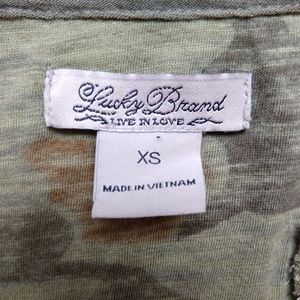 Lucky Brand
LIVE IN LOVE
XS
MADE IN VIETNAM